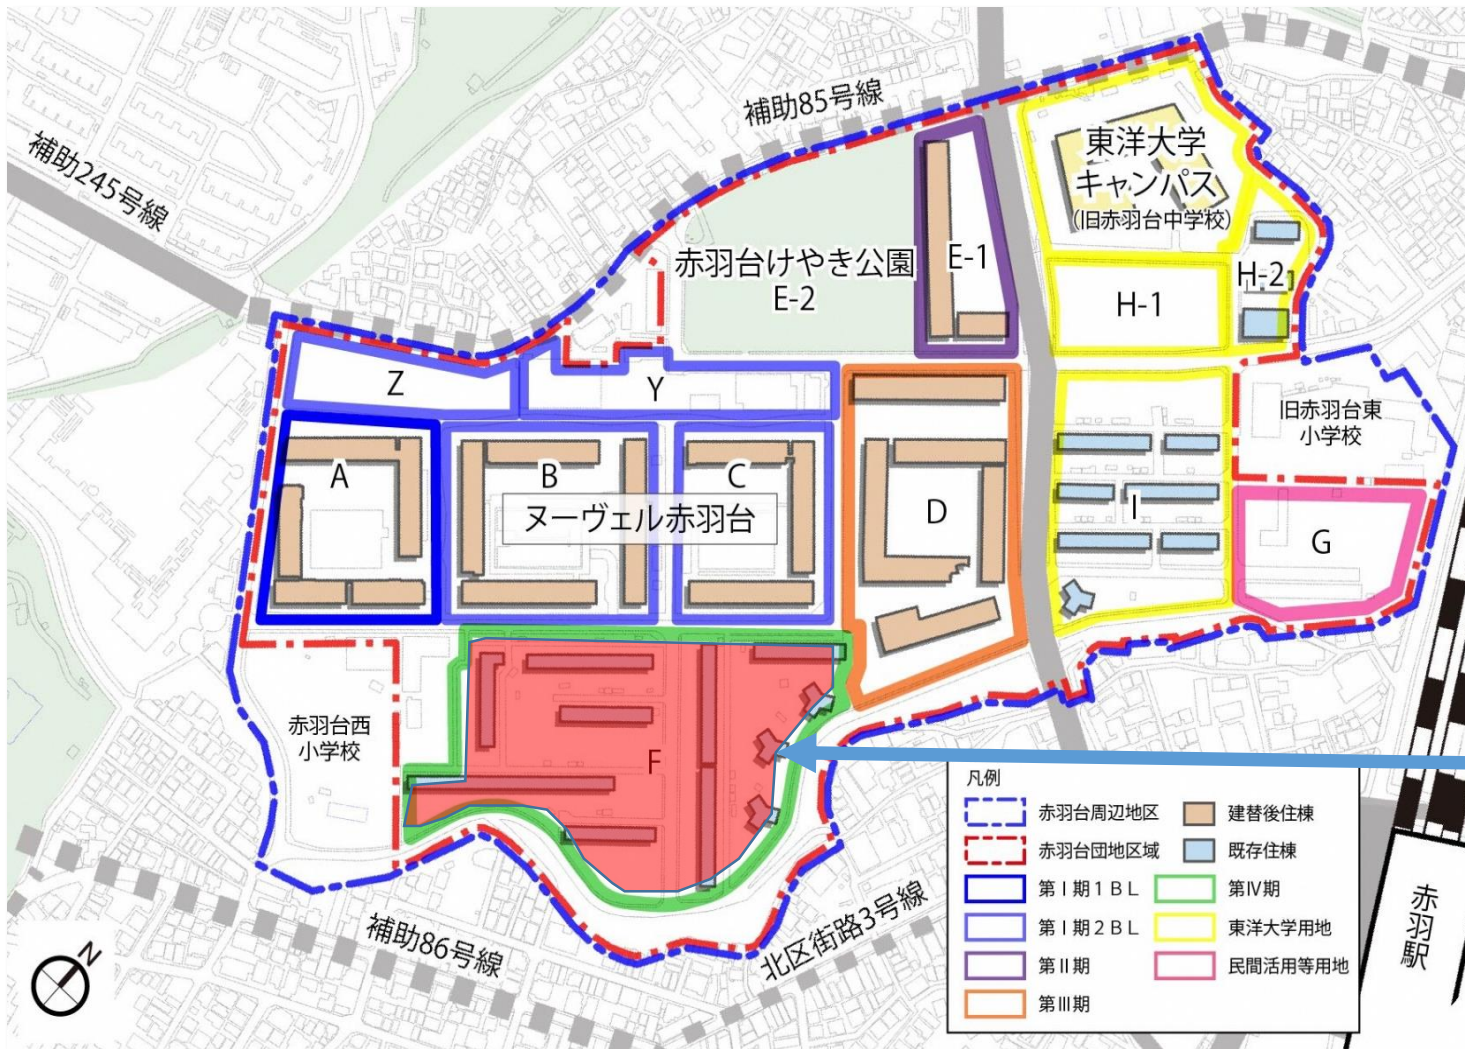 補助85号線
補助245号線
東洋大学
キャンパス
(旧赤羽台中学校)
赤羽台けやき公園
E-2
E-1
H-1
H-2
Z
Y
旧赤羽台東
小学校
A
B
C
ヌーヴェル赤羽台
D
I
G
赤羽台西
小学校
F
補助86号線
北区街路3号線
N
凡例
赤羽台周辺地区
建替後住棟
赤羽台団地区域
既存住棟
第Ⅰ期1BL
第Ⅳ期
第Ⅰ期2BL
東洋大学用地
第Ⅱ期
民間活用等用地
第Ⅲ期
赤羽駅